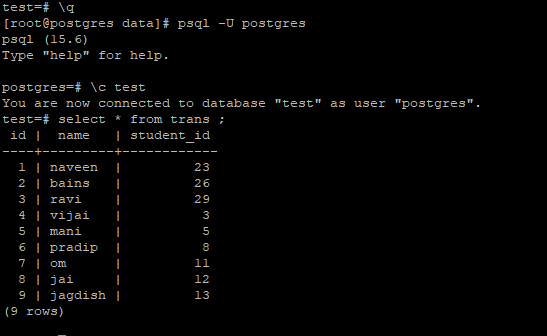 test=# \q
[root@postgres data]# psql -U postgres
psql (15.6)
Type "help" for help.

postgres=# \c test
You are now connected to database "test" as user "postgres".
test=# select * from trans ;
 id |  name   | student_id
----+---------+------------
  1 | naveen  |         23
  2 | bains   |         26
  3 | ravi    |         29
  4 | vijai   |          3
  5 | mani    |          5
  6 | pradip  |          8
  7 | om      |         11
  8 | jai     |         12
  9 | jagdish |         13
(9 rows)